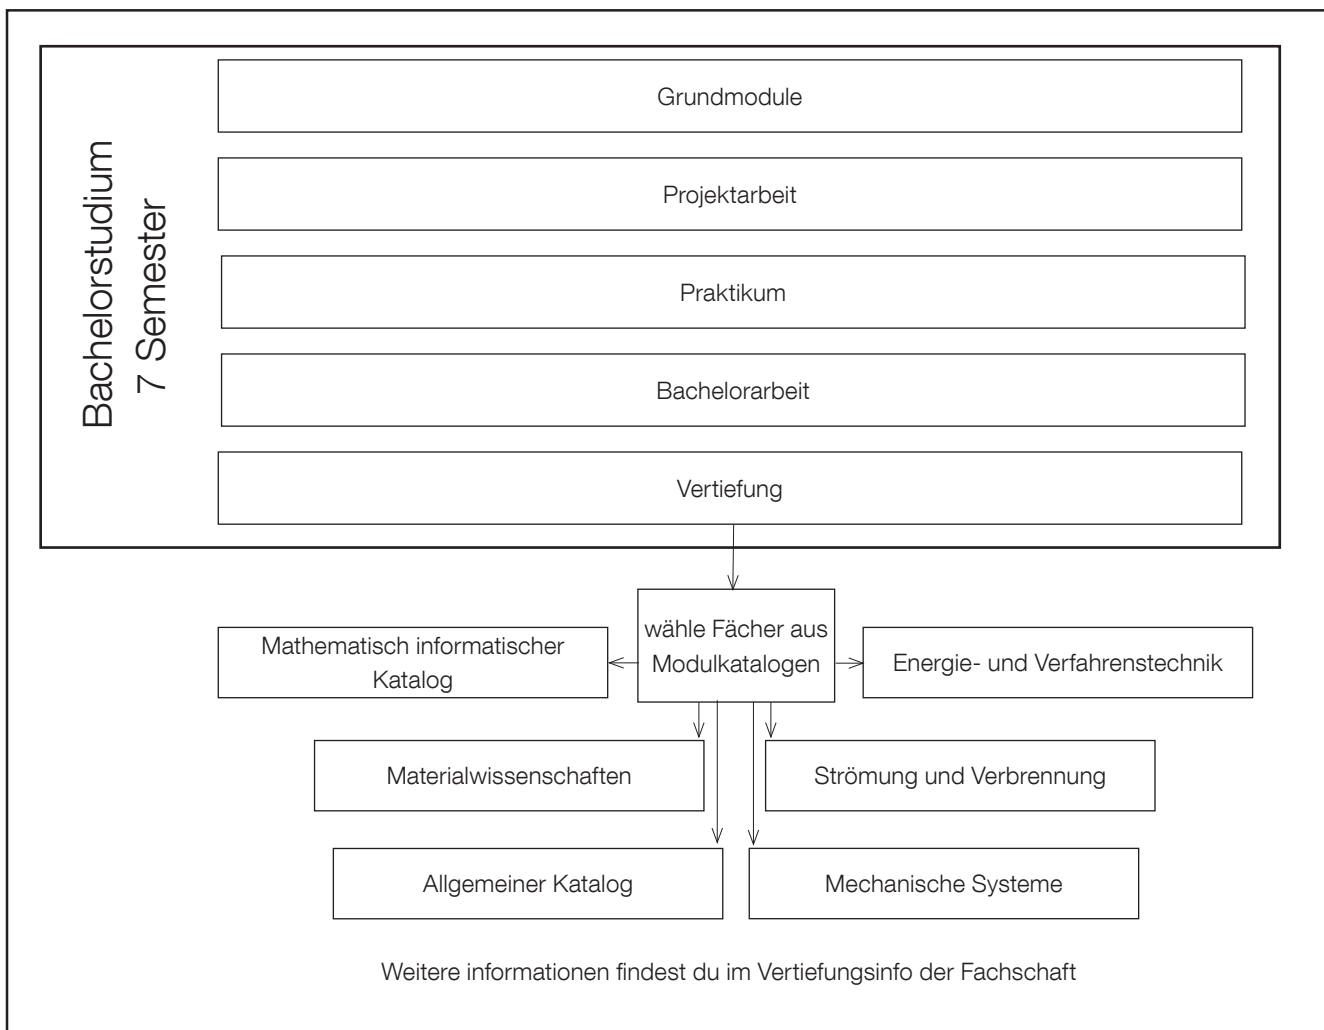 Bachelorstudium
7 Semester
Grundmodule
Projektarbeit
Praktikum
Bachelorarbeit
Vertiefung
wähle Fächer aus
Modulkatalogen
Mathematisch informatischer
Katalog
Energie- und Verfahrenstechnik
Materialwissenschaften
Strömung und Verbrennung
Allgemeiner Katalog
Mechanische Systeme
Weitere informationen findest du im Vertiefungsinfo der Fachschaft